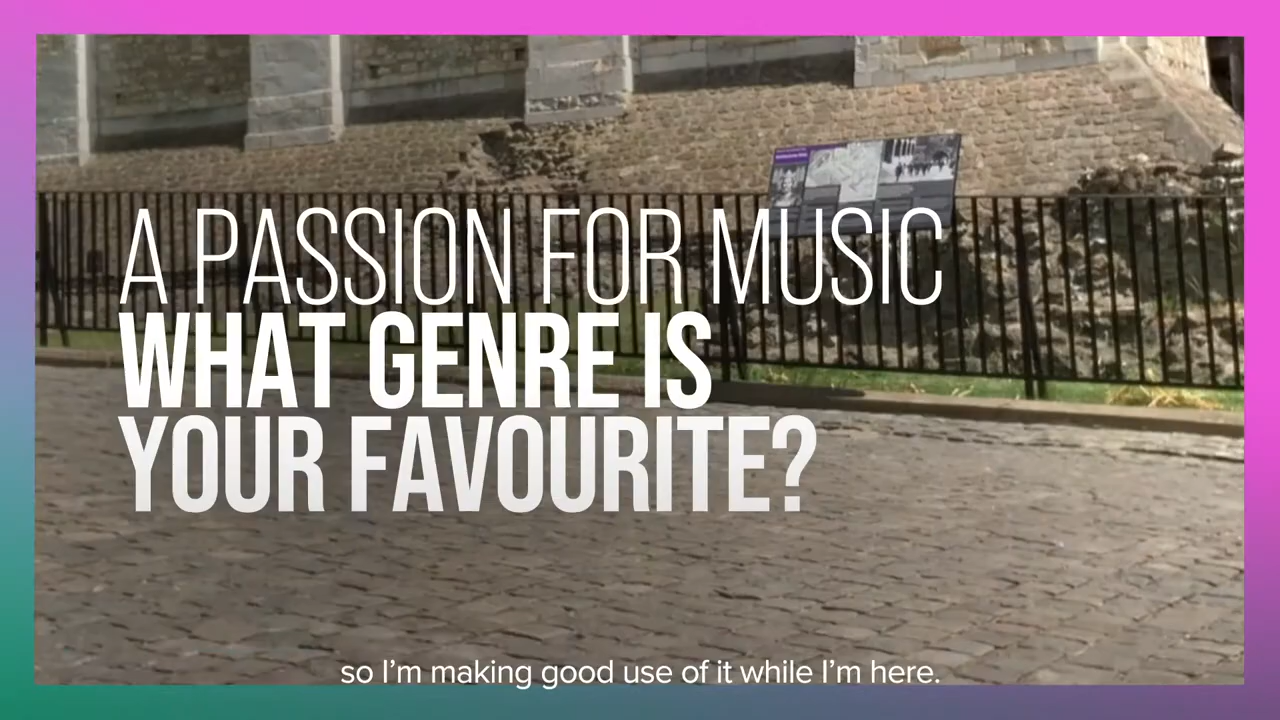 A PASSION FOR MUSIC
WHAT GENRE IS
YOUR FAVOURITE?
so I'm making good use of it while I'm here.